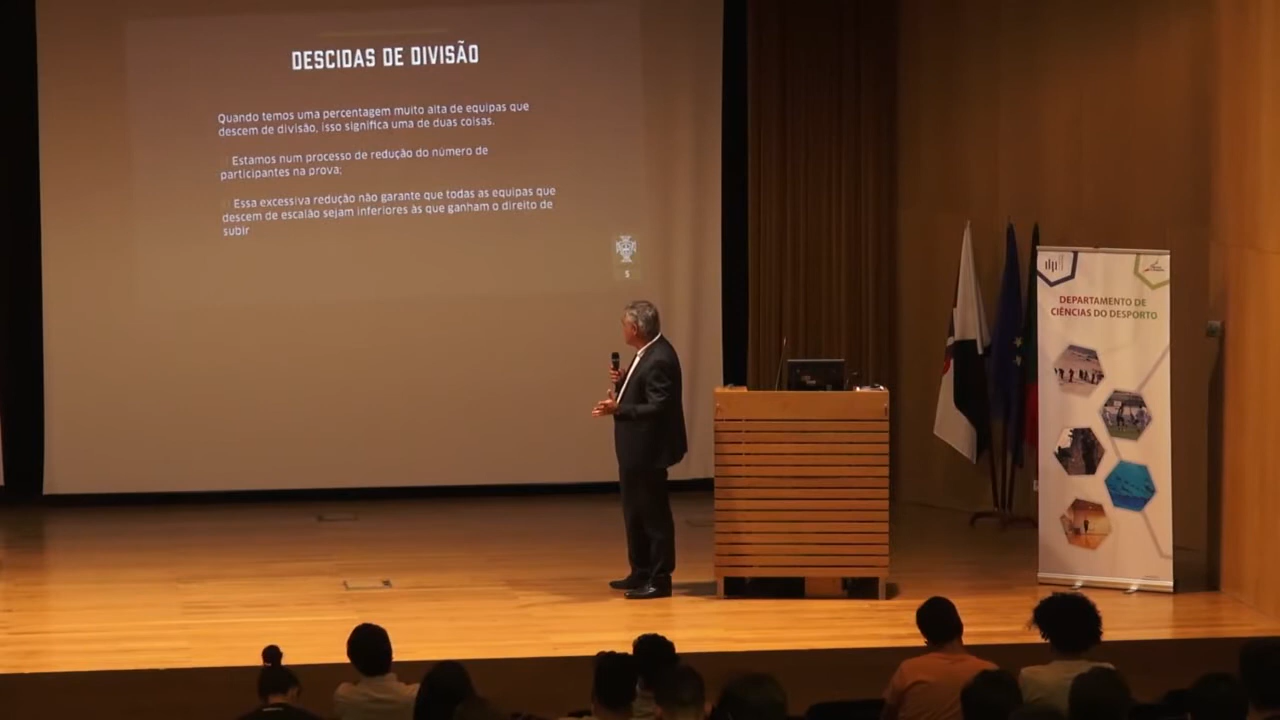 DESCIDAS DE DIVISÃO
Quando temos uma percentagem muito alta de equipas que
descem de divisão, isso significa uma de duas coisas.
Estamos num processo de redução do número de
participantes na prova;
Essa excessiva redução não garante que todas as equipas que
descem de escalão sejam inferiores às que ganham o direito de
subir
5
DEPARTAMENTO DE
CIÊNCIAS DO DESPORTO